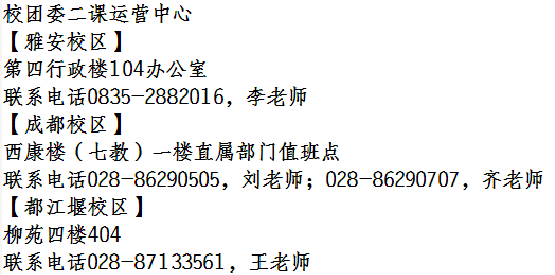 校团委二课运营中心
【雅安校区】
第四行政楼104办公室
联系电话0835-2882016，李老师
【成都校区】
西康楼（七教）一楼直属部门值班点
联系电话028-86290505，刘老师；028-86290707，齐老师
【都江堰校区】
柳苑四楼404
联系电话028-87133561，王老师